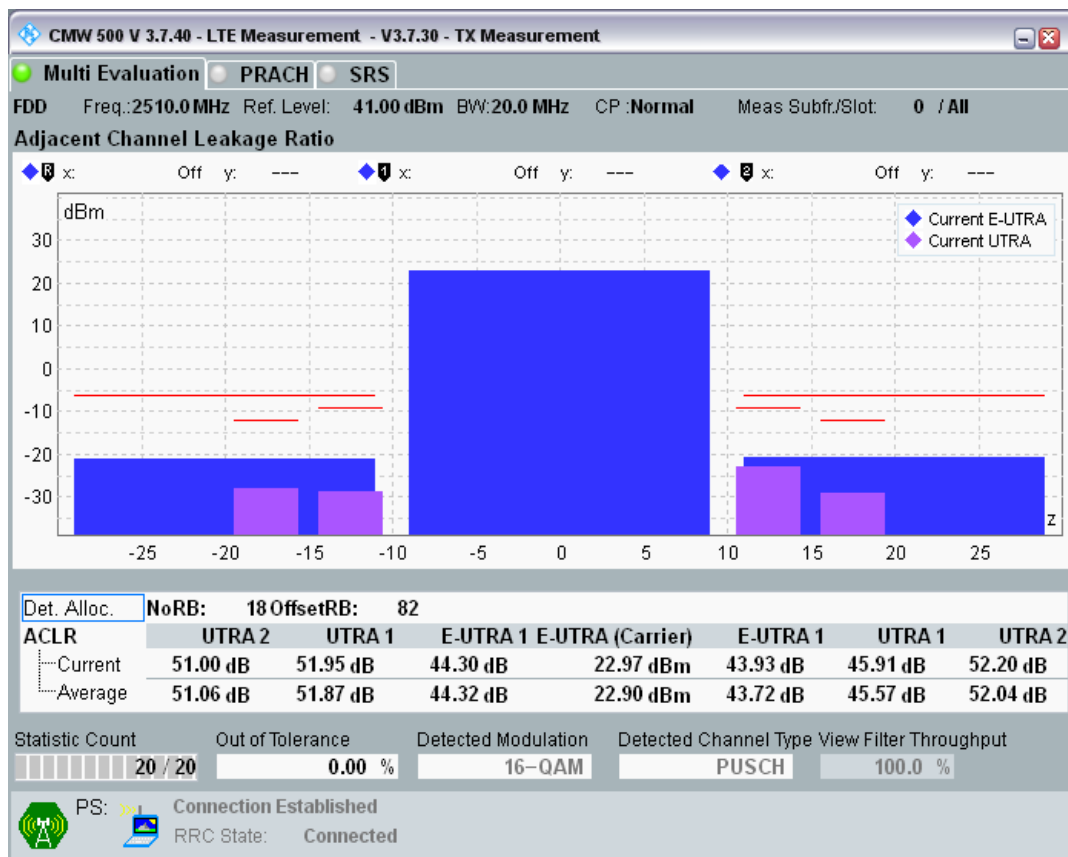 CMW 500 V 3.7.40 - LTE Measurement - V3.7.30 - TX Measurement
Multi Evaluation PRACH SRS
FDD Freq.:2510.0 MHz Ref. Level: 41.00 dBm BW:20.0 MHz CP :Normal Meas Subfr./Slot: 0 / All
Adjacent Channel Leakage Ratio
R x: Off y: --- 1 x: Off y: --- 2 x: Off y: ---
dBm
Current E-UTRA
Current UTRA
30
20
10
0
-10
-20
-30
z
-25 -20 -15 -10 -5 0 5 10 15 20 25
Det. Alloc. NoRB: 18 OffsetRB: 82
ACLR UTRA 2 UTRA 1 E-UTRA 1 E-UTRA (Carrier) E-UTRA 1 UTRA 1 UTRA 2
Current 51.00 dB 51.95 dB 44.30 dB 22.97 dBm 43.93 dB 45.91 dB 52.20 dB
Average 51.06 dB 51.87 dB 44.32 dB 22.90 dBm 43.72 dB 45.57 dB 52.04 dB
Statistic Count Out of Tolerance Detected Modulation Detected Channel Type View Filter Throughput
20 / 20 0.00 % 16-QAM PUSCH 100.0 %
PS: Connection Established
RRC State: Connected